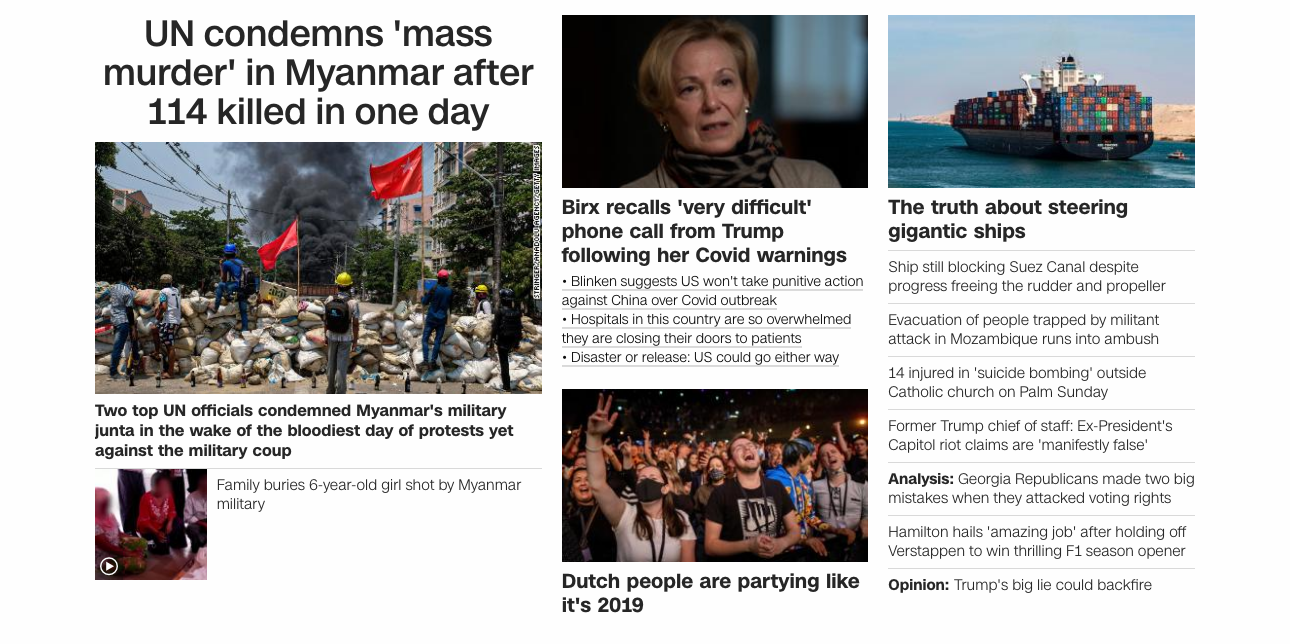 UN condemns 'mass
murder' in Myanmar after
114 killed in one day
STRINGER/ANADOLU AGENCY/GETTY IMAGES
Two top UN officials condemned Myanmar's military
junta in the wake of the bloodiest day of protests yet
against the military coup
Family buries 6-year-old girl shot by Myanmar
military
Birx recalls 'very difficult'
phone call from Trump
following her Covid warnings
• Blinken suggests US won't take punitive action
against China over Covid outbreak
• Hospitals in this country are so overwhelmed
they are closing their doors to patients
• Disaster or release: US could go either way
Dutch people are partying like
it's 2019
The truth about steering
gigantic ships
Ship still blocking Suez Canal despite
progress freeing the rudder and propeller
Evacuation of people trapped by militant
attack in Mozambique runs into ambush
14 injured in 'suicide bombing' outside
Catholic church on Palm Sunday
Former Trump chief of staff: Ex-President's
Capitol riot claims are 'manifestly false'
Analysis: Georgia Republicans made two big
mistakes when they attacked voting rights
Hamilton hails 'amazing job' after holding off
Verstappen to win thrilling F1 season opener
Opinion: Trump's big lie could backfire